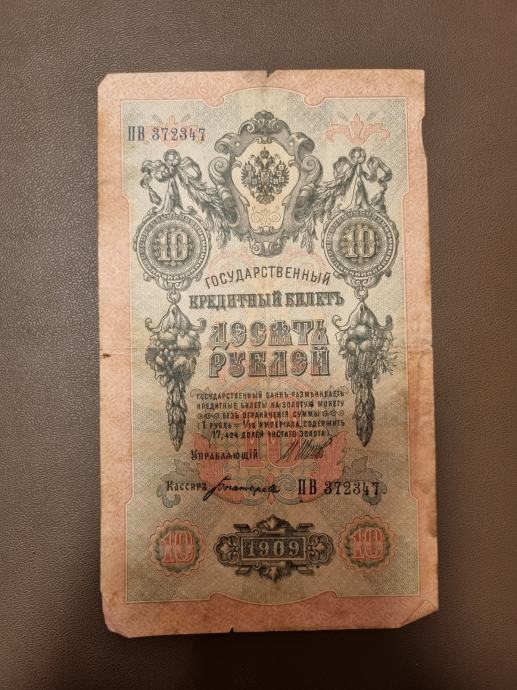 ПВ 372347
10 10
ГОСУДАРСТВЕННЫЙ
КРЕДИТНЫЙ БИЛЕТЪ
ДЕСЯТЬ
РУБЛЕЙ
ГОСУДАРСТВЕННЫЙ БАНКЪ РАЗМѢНИВАЕТЪ
КРЕДИТНЫЕ БИЛЕТЫ НА ЗОЛОТУЮ МОНЕТУ
БЕЗЪ ОГРАНИЧЕНІЯ СУММЫ
(1 РУБЛЬ = 1/15 ИМПЕРІАЛА, СОДЕРЖИТЪ
17,424 ДОЛЕЙ ЧИСТАГО ЗОЛОТА).
10
Управляющій
Кассиръ ПВ 372347
10 1909 10